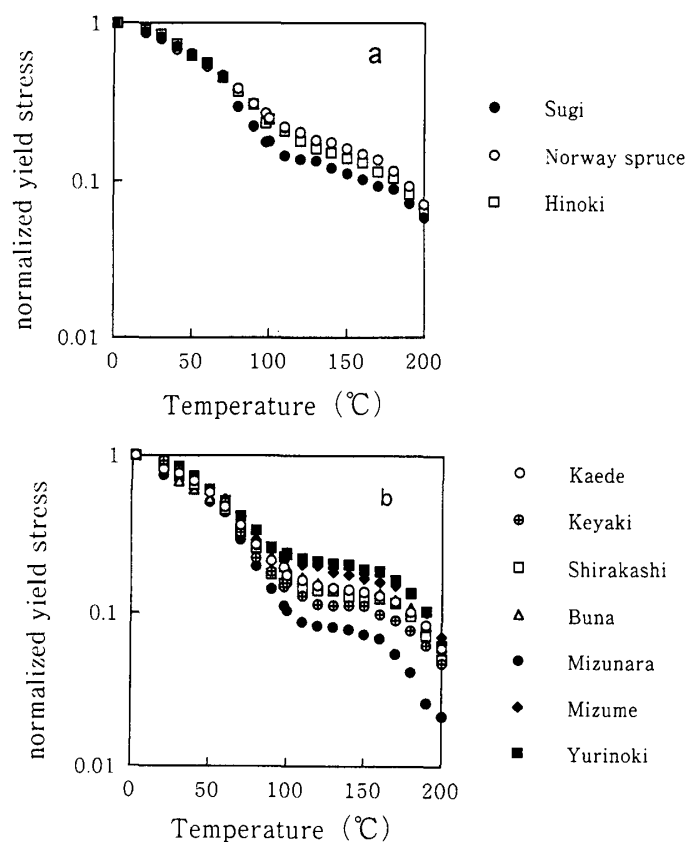 a
1
0.1
0.01
normalized yield stress
0
50
100
150
200
Temperature (℃)
Sugi
Norway spruce
Hinoki
b
1
0.1
0.01
normalized yield stress
0
50
100
150
200
Temperature (℃)
Kaede
Keyaki
Shirakashi
Buna
Mizunara
Mizume
Yurinoki